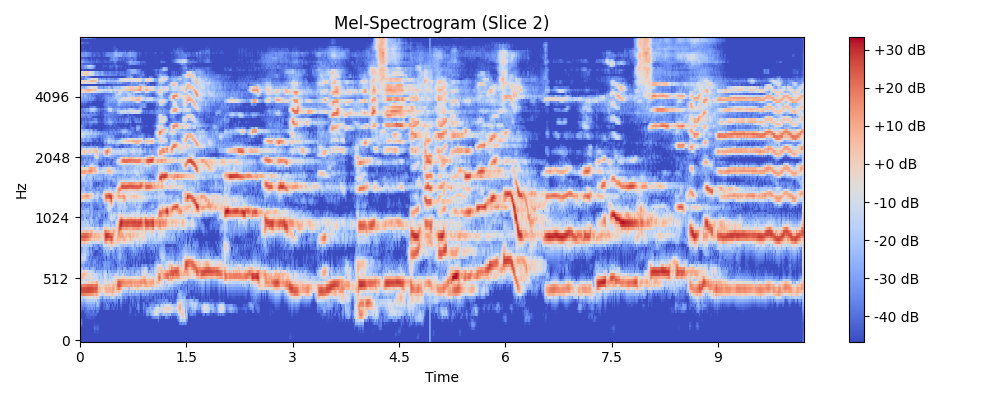 Mel-Spectrogram (Slice 2)
+30 dB
+20 dB
+10 dB
+0 dB
-10 dB
-20 dB
-30 dB
-40 dB
Hz
4096
2048
1024
512
0
0 1.5 3 4.5 6 7.5 9
Time